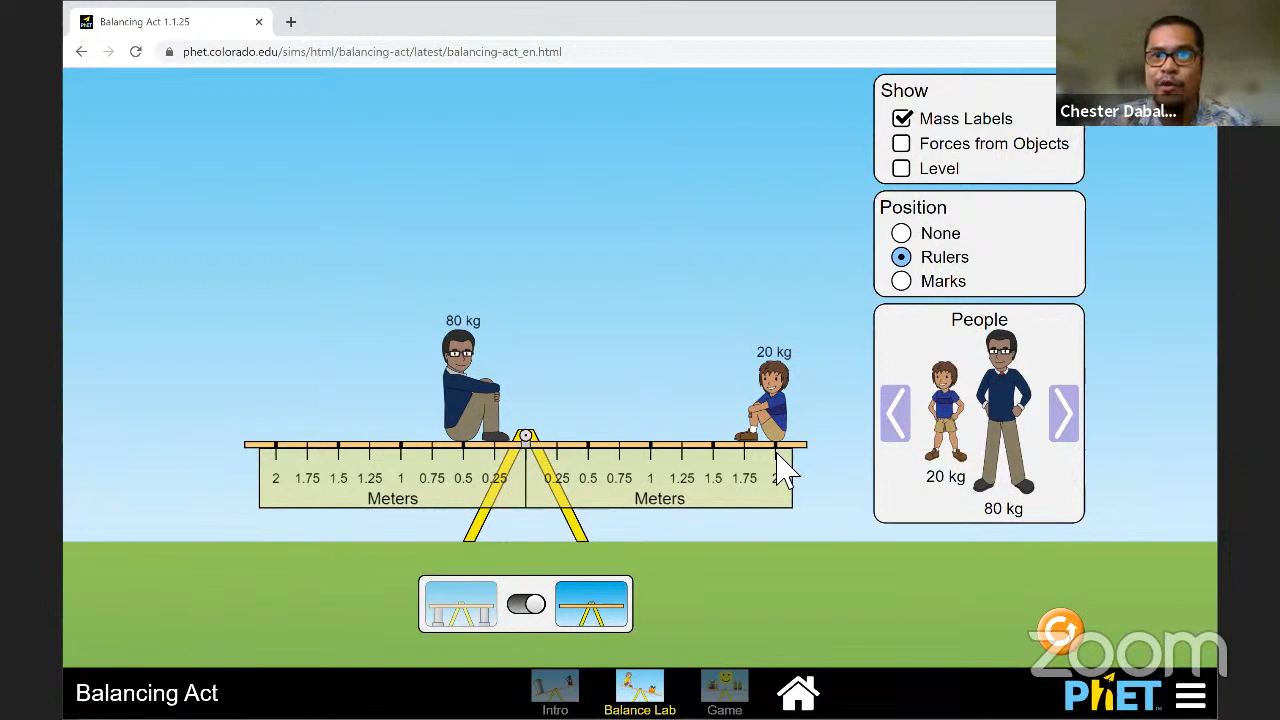 Balancing Act 1.1.25
phet.colorado.edu/sims/html/balancing-act/latest/balancing-act_en.html
Chester Dabal...
Show
Mass Labels
Forces from Objects
Level
Position
None
Rulers
Marks
People
20 kg
80 kg
80 kg
20 kg
2 1.75 1.5 1.25 1 0.75 0.5 0.25 0.25 0.5 0.75 1 1.25 1.5 1.75 2
Meters Meters
zoom
Balancing Act
Intro
Balance Lab
Game
PhET